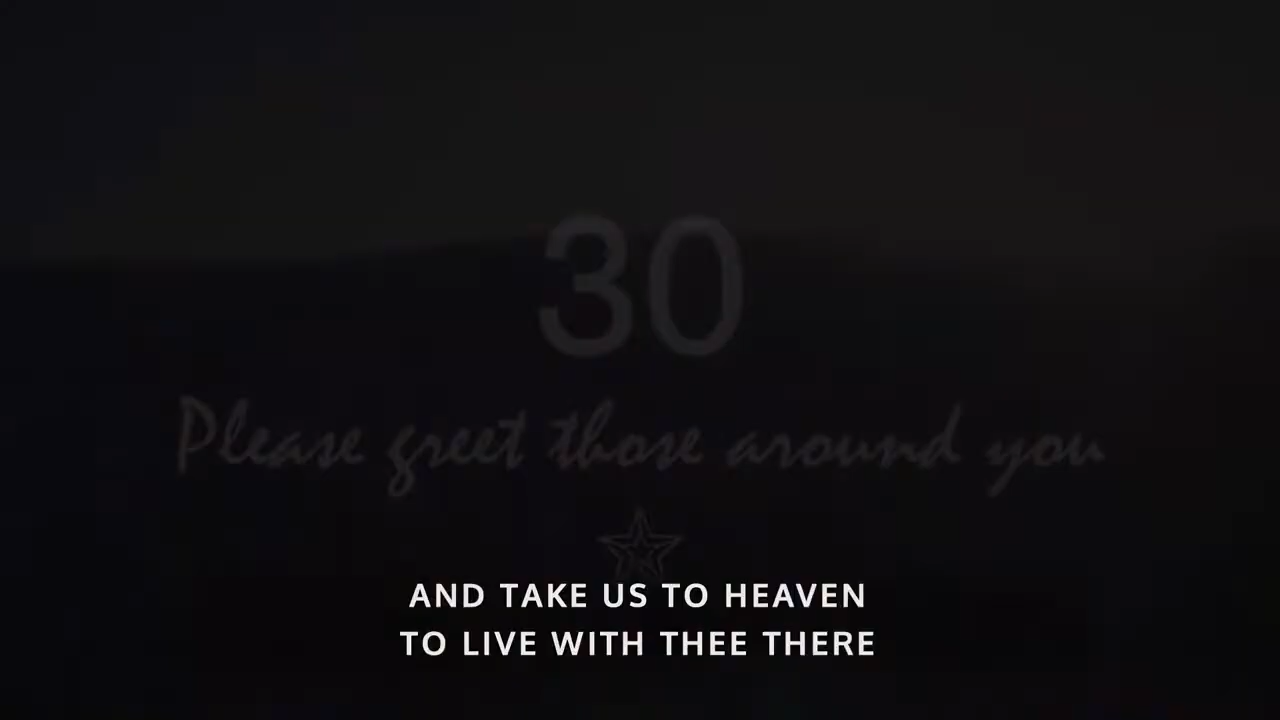 30
Please greet those around you
AND TAKE US TO HEAVEN
TO LIVE WITH THEE THERE